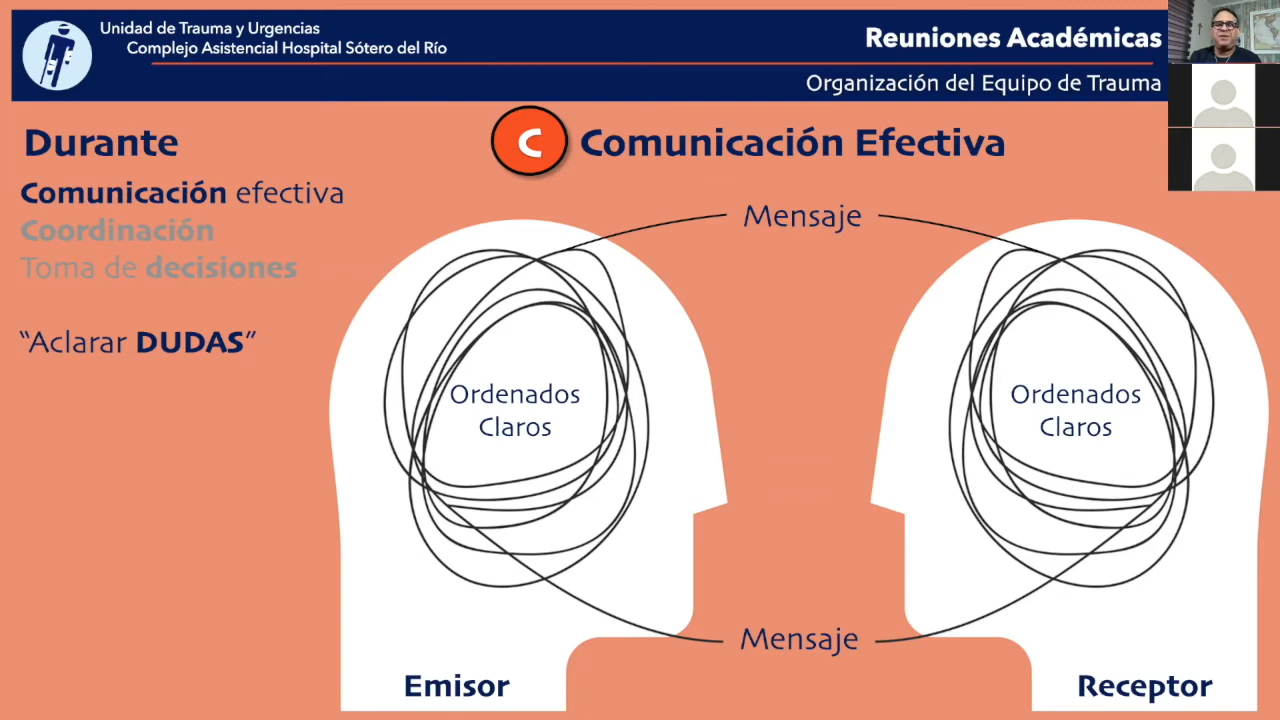 Unidad de Trauma y Urgencias
Complejo Asistencial Hospital Sótero del Río
Reuniones Académicas
Organización del Equipo de Trauma
Durante
C Comunicación Efectiva
Comunicación efectiva
Coordinación
Toma de decisiones
“Aclarar DUDAS”
Mensaje
Ordenados
Claros
Ordenados
Claros
Mensaje
Emisor
Receptor